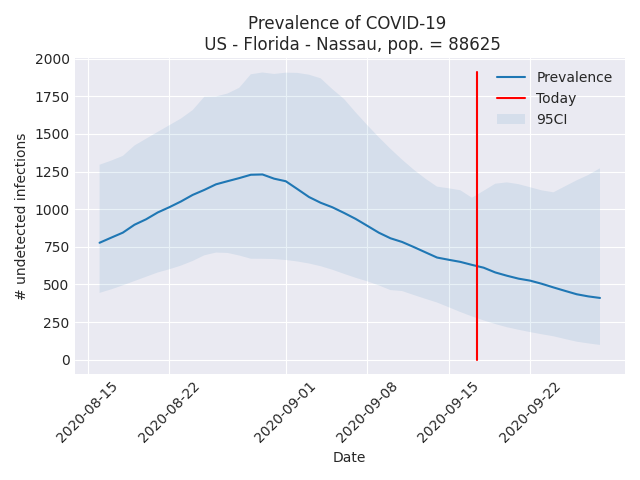 Prevalence of COVID-19
US - Florida - Nassau, pop. = 88625
2000
1750
1500
1250
1000
750
500
250
0
# undetected infections
Prevalence
Today
95CI
2020-08-15
2020-08-22
2020-09-01
2020-09-08
2020-09-15
2020-09-22
Date